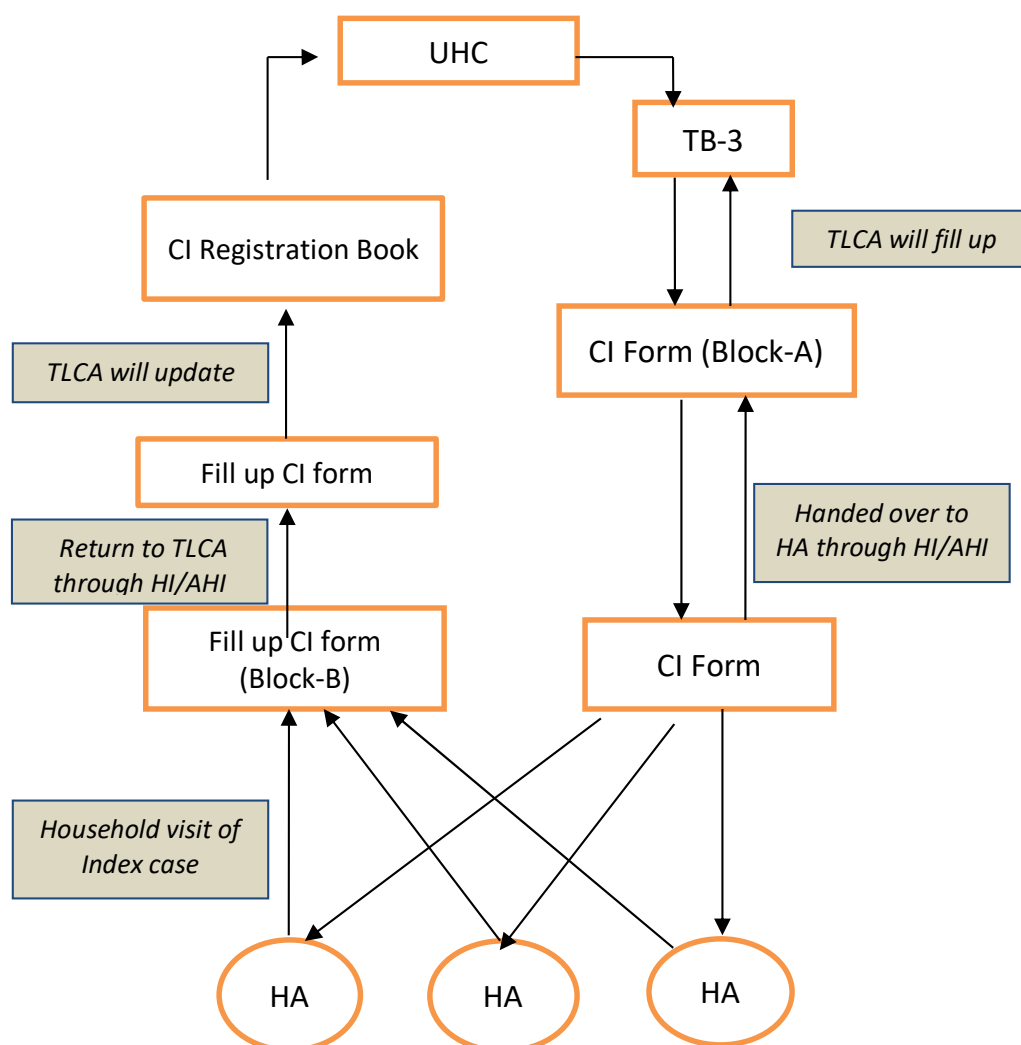 UHC
TB-3
CI Registration Book
TLCA will fill up
CI Form (Block-A)
TLCA will update
Fill up CI form
Handed over to
HA through HI/AHI
Return to TLCA
through HI/AHI
Fill up CI form
(Block-B)
CI Form
Household visit of
Index case
HA
HA
HA